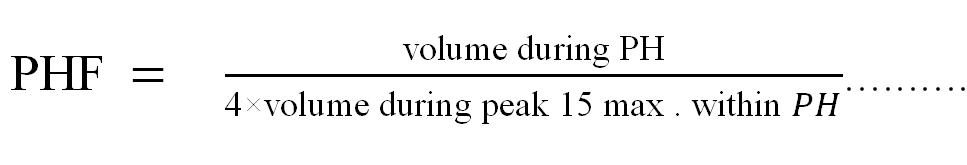 volume during PH
PHF =
4×volume during peak 15 max . within PH..........